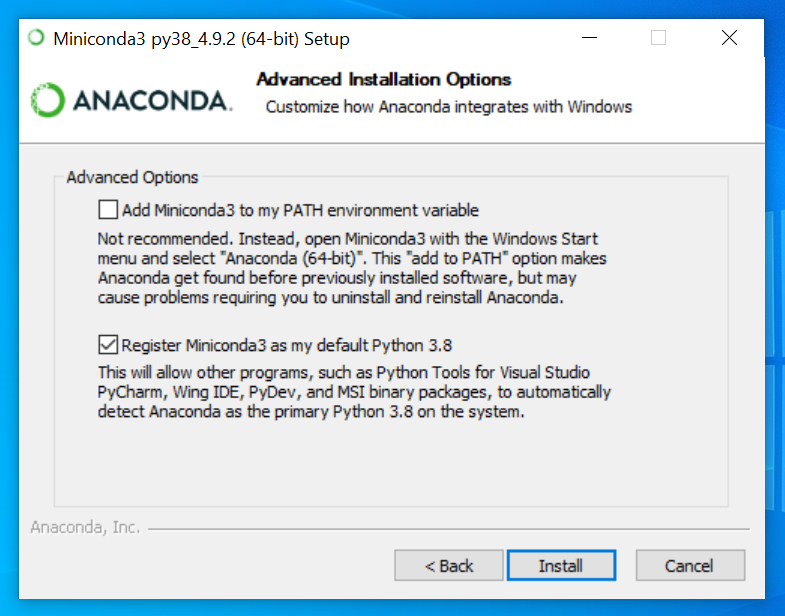 Miniconda3 py38_4.9.2 (64-bit) Setup
ANACONDA.
Advanced Installation Options
Customize how Anaconda integrates with Windows
Advanced Options
Add Miniconda3 to my PATH environment variable
Not recommended. Instead, open Miniconda3 with the Windows Start
menu and select "Anaconda (64-bit)". This "add to PATH" option makes
Anaconda get found before previously installed software, but may
cause problems requiring you to uninstall and reinstall Anaconda.
Register Miniconda3 as my default Python 3.8
This will allow other programs, such as Python Tools for Visual Studio
PyCharm, Wing IDE, PyDev, and MSI binary packages, to automatically
detect Anaconda as the primary Python 3.8 on the system.
Anaconda, Inc.
< Back
Install
Cancel